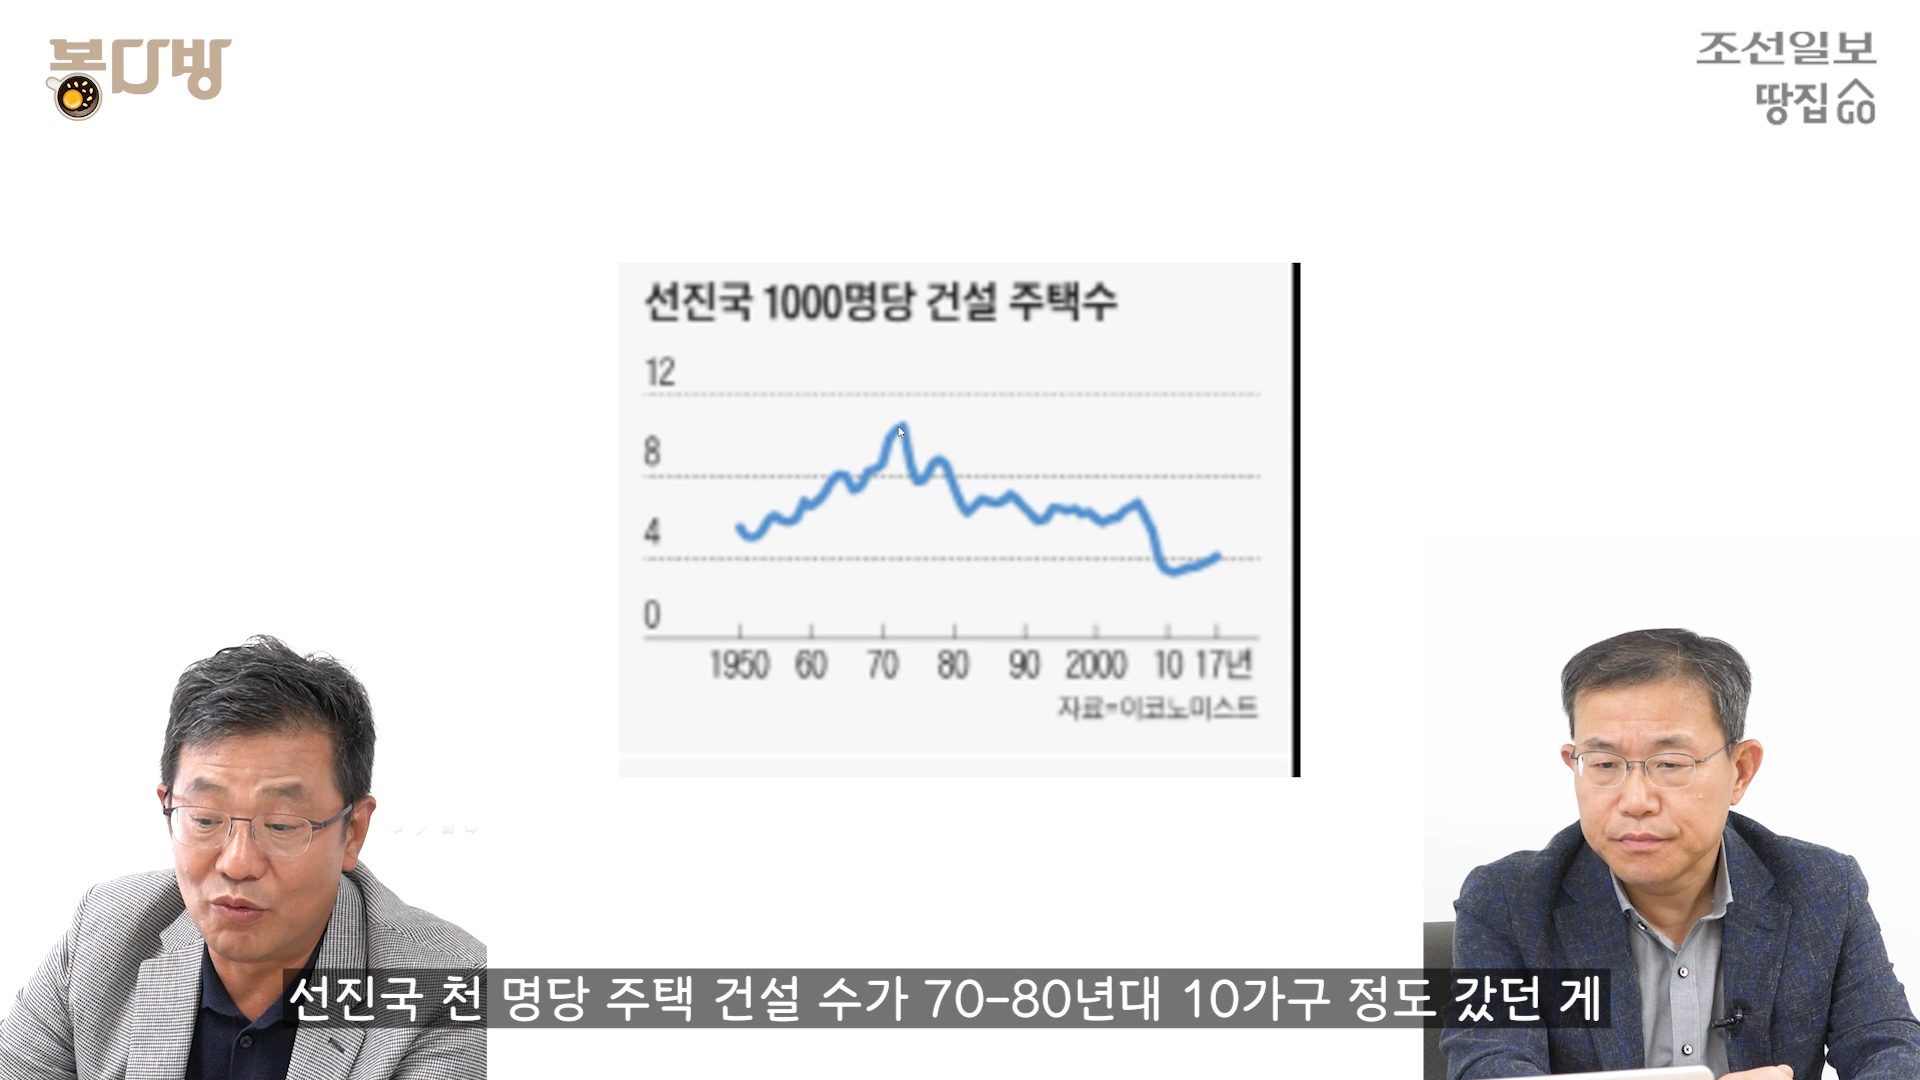 봉다방
조선일보
땅집GO
선진국 1000명당 건설 주택수
12
8
4
0
1950 60 70 80 90 2000 10 17년
자료=이코노미스트
선진국 천 명당 주택 건설 수가 70-80년대 10가구 정도 갔던 게